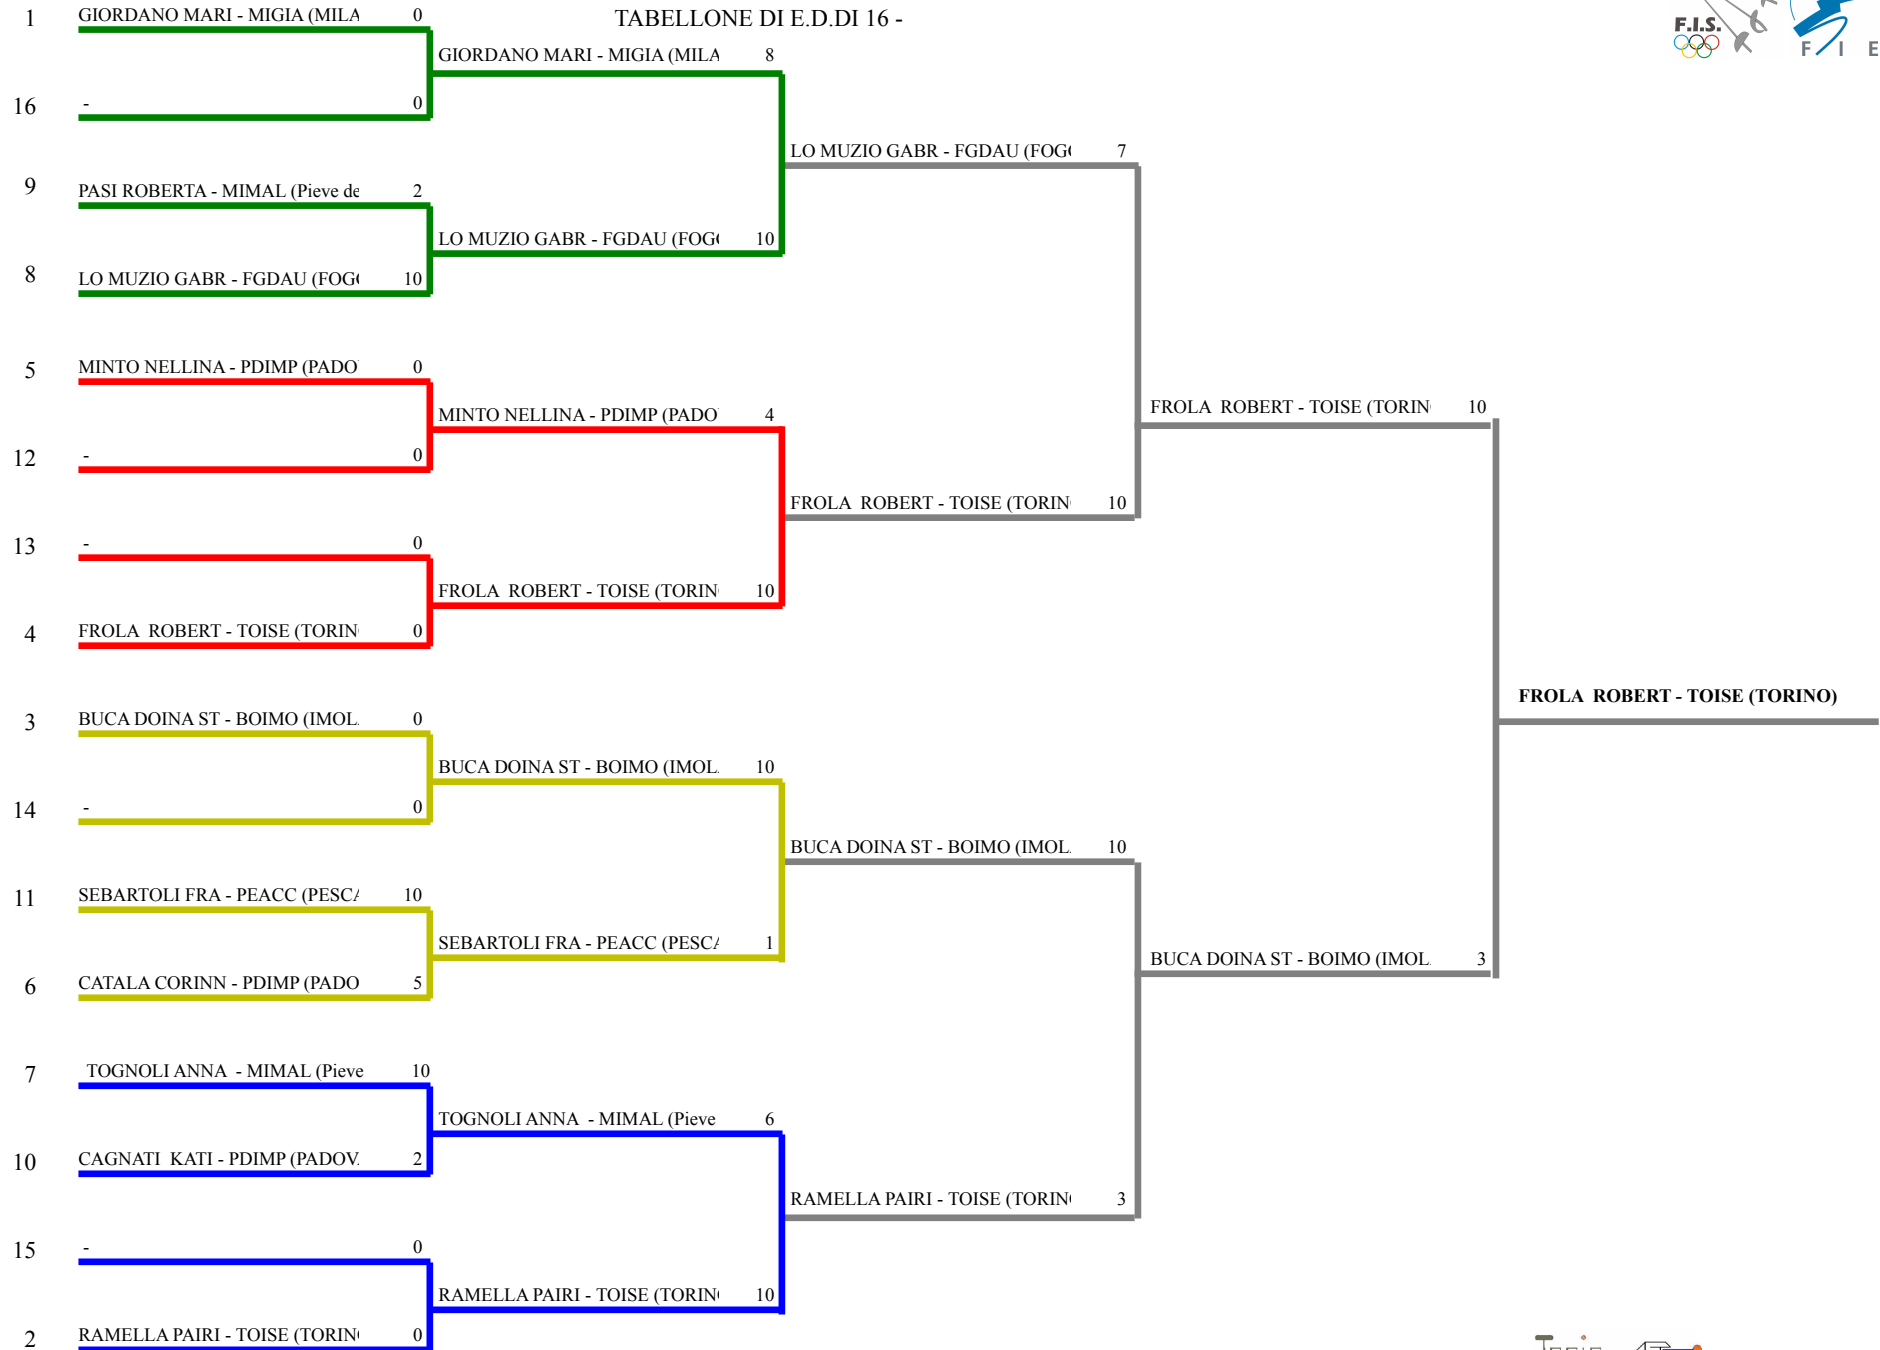 TABELLONE DI E.D.DI 16 -
F.I.S.
F I E
1 GIORDANO MARI - MIGIA (MILA 0
GIORDANO MARI - MIGIA (MILA 8
16 - 0
LO MUZIO GABR - FGDAU (FOGG 7
9 PASI ROBERTA - MIMAL (Pieve de 2
LO MUZIO GABR - FGDAU (FOGG 10
8 LO MUZIO GABR - FGDAU (FOGG 10
5 MINTO NELLINA - PDIMP (PADO 0
MINTO NELLINA - PDIMP (PADO 4
FROLA ROBERT - TOISE (TORIN 10
12 - 0
FROLA ROBERT - TOISE (TORIN 10
13 - 0
FROLA ROBERT - TOISE (TORIN 10
4 FROLA ROBERT - TOISE (TORIN 0
FROLA ROBERT - TOISE (TORINO)
3 BUCA DOINA ST - BOIMO (IMOL 0
BUCA DOINA ST - BOIMO (IMOL 10
14 - 0
BUCA DOINA ST - BOIMO (IMOL 10
11 SEBARTOLI FRA - PEACC (PESCA 10
SEBARTOLI FRA - PEACC (PESCA 1
BUCA DOINA ST - BOIMO (IMOL 3
6 CATALA CORINN - PDIMP (PADO 5
7 TOGNOLI ANNA - MIMAL (Pieve 10
TOGNOLI ANNA - MIMAL (Pieve 6
10 CAGNATI KATI - PDIMP (PADOV 2
RAMELLA PAIRI - TOISE (TORIN 3
15 - 0
RAMELLA PAIRI - TOISE (TORIN 10
2 RAMELLA PAIRI - TOISE (TORIN 0